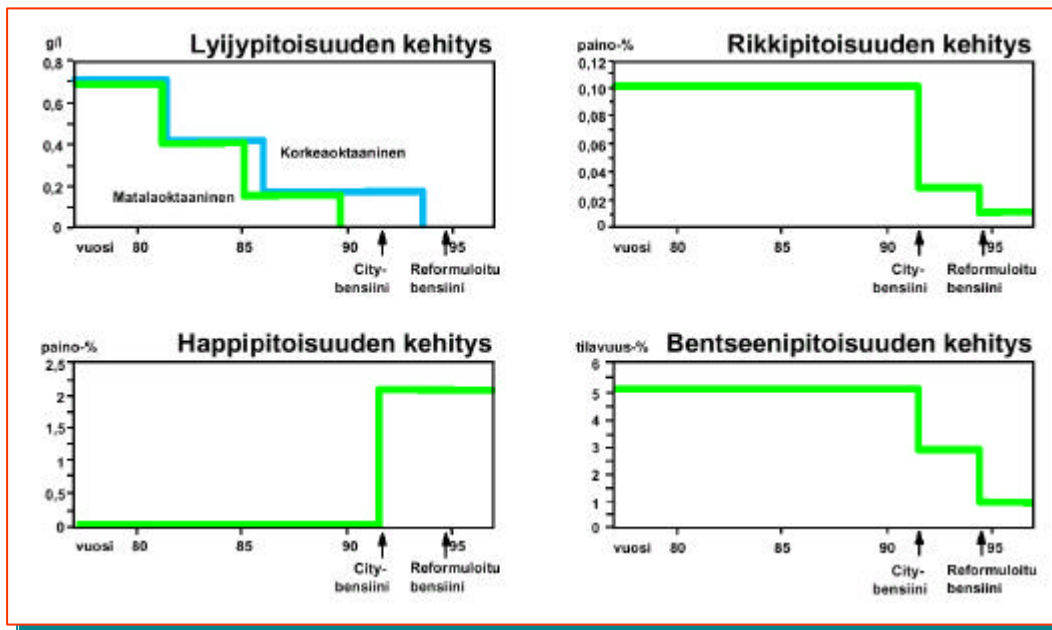 Lyijypitoisuuden kehitys
g/l
0,8
0,6
0,4
0,2
0
Korkeaoktaaninen
Matalaoktaaninen
vuosi 80 85 90 95
City- Reformuloitu
bensiini bensiini
Rikkipitoisuuden kehitys
paino-%
0,12
0,10
0,08
0,06
0,04
0,02
0
vuosi 80 85 90 95
City- Reformuloitu
bensiini bensiini
Happipitoisuuden kehitys
paino-%
2,5
2
1,5
1
0,5
0
vuosi 80 85 90 95
City- Reformuloitu
bensiini bensiini
Bentseenipitoisuuden kehitys
tilavuus-%
6
5
4
3
2
1
0
vuosi 80 85 90 95
City- Reformuloitu
bensiini bensiini